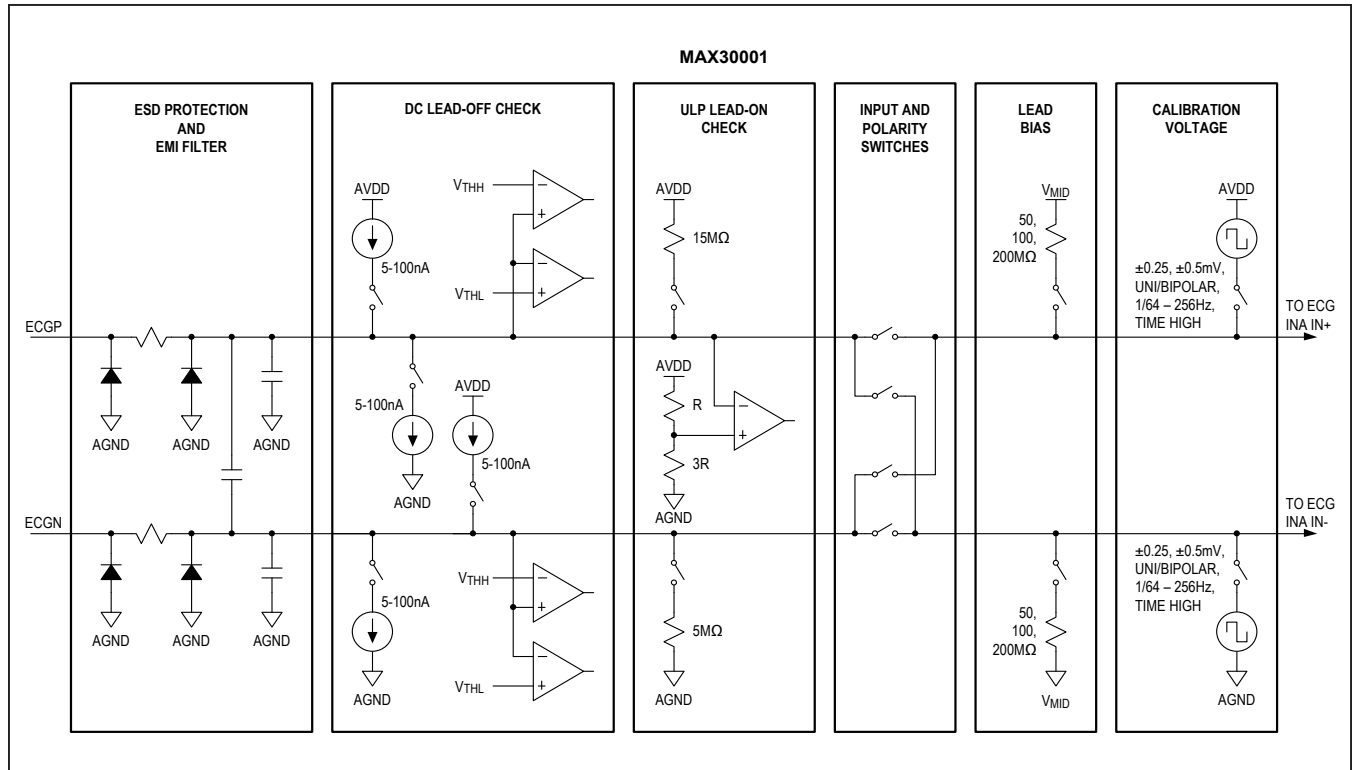 MAX30001
ESD PROTECTION
AND
EMI FILTER
DC LEAD-OFF CHECK
ULP LEAD-ON
CHECK
INPUT AND
POLARITY
SWITCHES
LEAD
BIAS
CALIBRATION
VOLTAGE
AVDD
5-100nA
VTHH
−
+
−
VTHL
+
AVDD
15MΩ
VMID
50,
100,
200MΩ
AVDD
±0.25, ±0.5mV,
UNI/BIPOLAR,
1/64 – 256Hz,
TIME HIGH
TO ECG
INA IN+
ECGP
AGND
AGND
AGND
5-100nA
AGND
AVDD
5-100nA
AVDD
R
3R
AGND
−
+
ECGN
AGND
AGND
AGND
5-100nA
AGND
VTHH
−
+
−
VTHL
+
5MΩ
AGND
50,
100,
200MΩ
VMID
TO ECG
INA IN-
±0.25, ±0.5mV,
UNI/BIPOLAR,
1/64 – 256Hz,
TIME HIGH
AGND